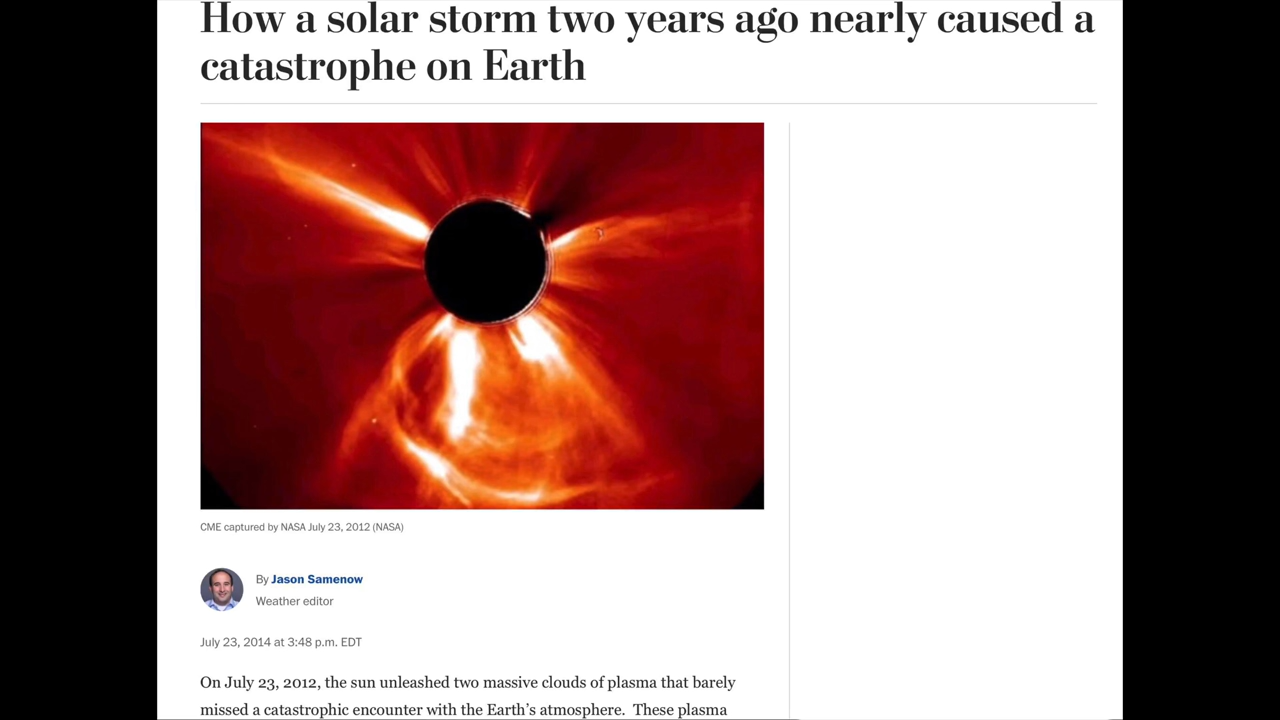 How a solar storm two years ago nearly caused a
catastrophe on Earth
CME captured by NASA July 23, 2012 (NASA)
By Jason Samenow
Weather editor
July 23, 2014 at 3:48 p.m. EDT
On July 23, 2012, the sun unleashed two massive clouds of plasma that barely
missed a catastrophic encounter with the Earth’s atmosphere.  These plasma